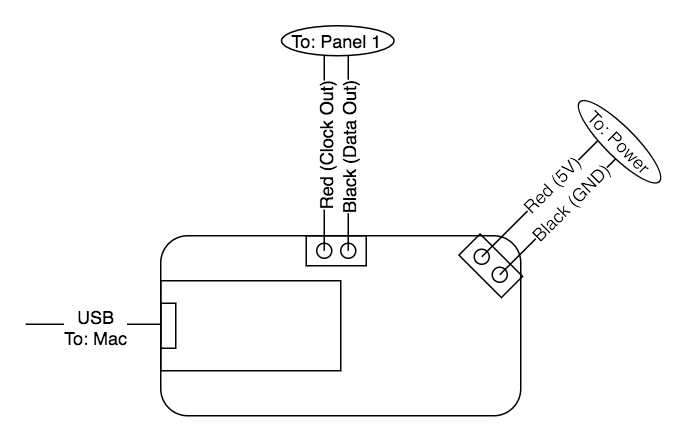 To: Panel 1
Red (Clock Out)
Black (Data Out)
To: Power
Red (5V)
Black (GND)
USB
To: Mac